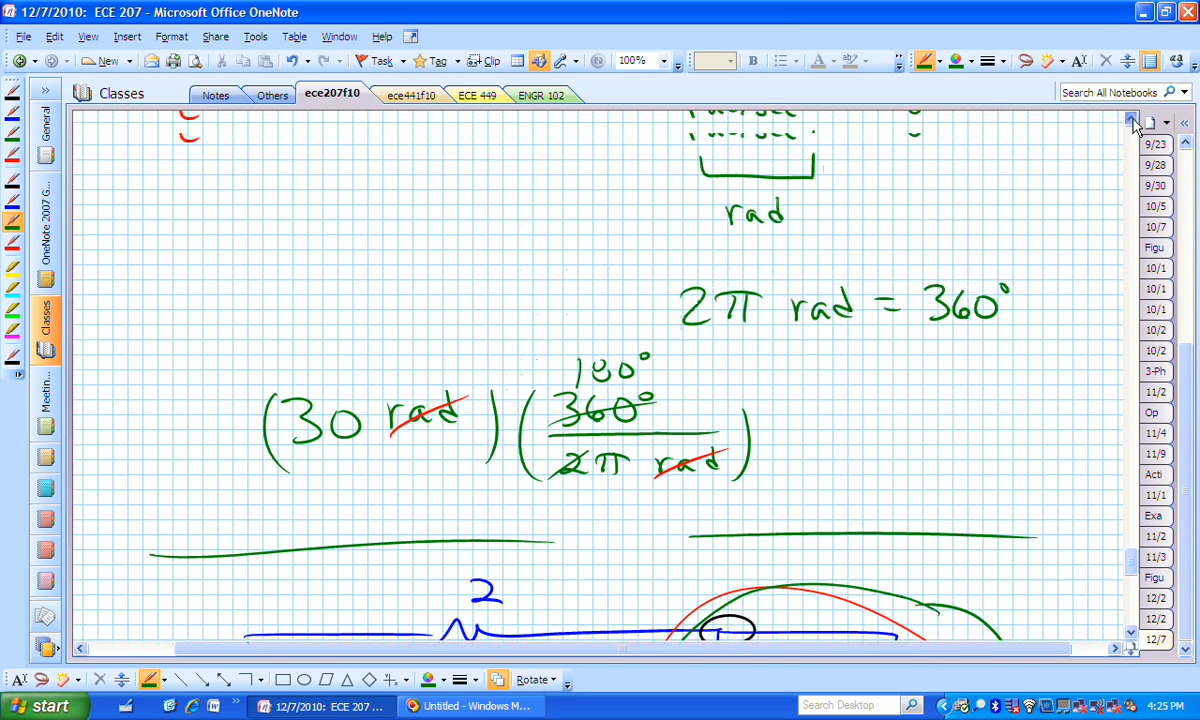 12/7/2010: ECE 207 - Microsoft Office OneNote
File Edit View Insert Format Share Tools Table Window Help
New Task Tag Clip 100% B A ab
Classes Notes Others ece207f10 ece441f10 ECE 449 ENGR 102 Search All Notebooks
General
OneNote 2007 G...
Classes
Meetin...
rad
2π rad = 360°
180°
(30 rad) (360°
2π rad)
2
9/23
9/28
9/30
10/5
10/7
Figu
10/1
10/1
10/1
10/2
10/2
3-Ph
11/2
Op
11/4
11/9
Acti
11/1
Exa
11/2
11/3
Figu
12/2
12/2
12/7
Rotate
start 12/7/2010: ECE 207 ... Untitled - Windows M... Search Desktop 4:25 PM